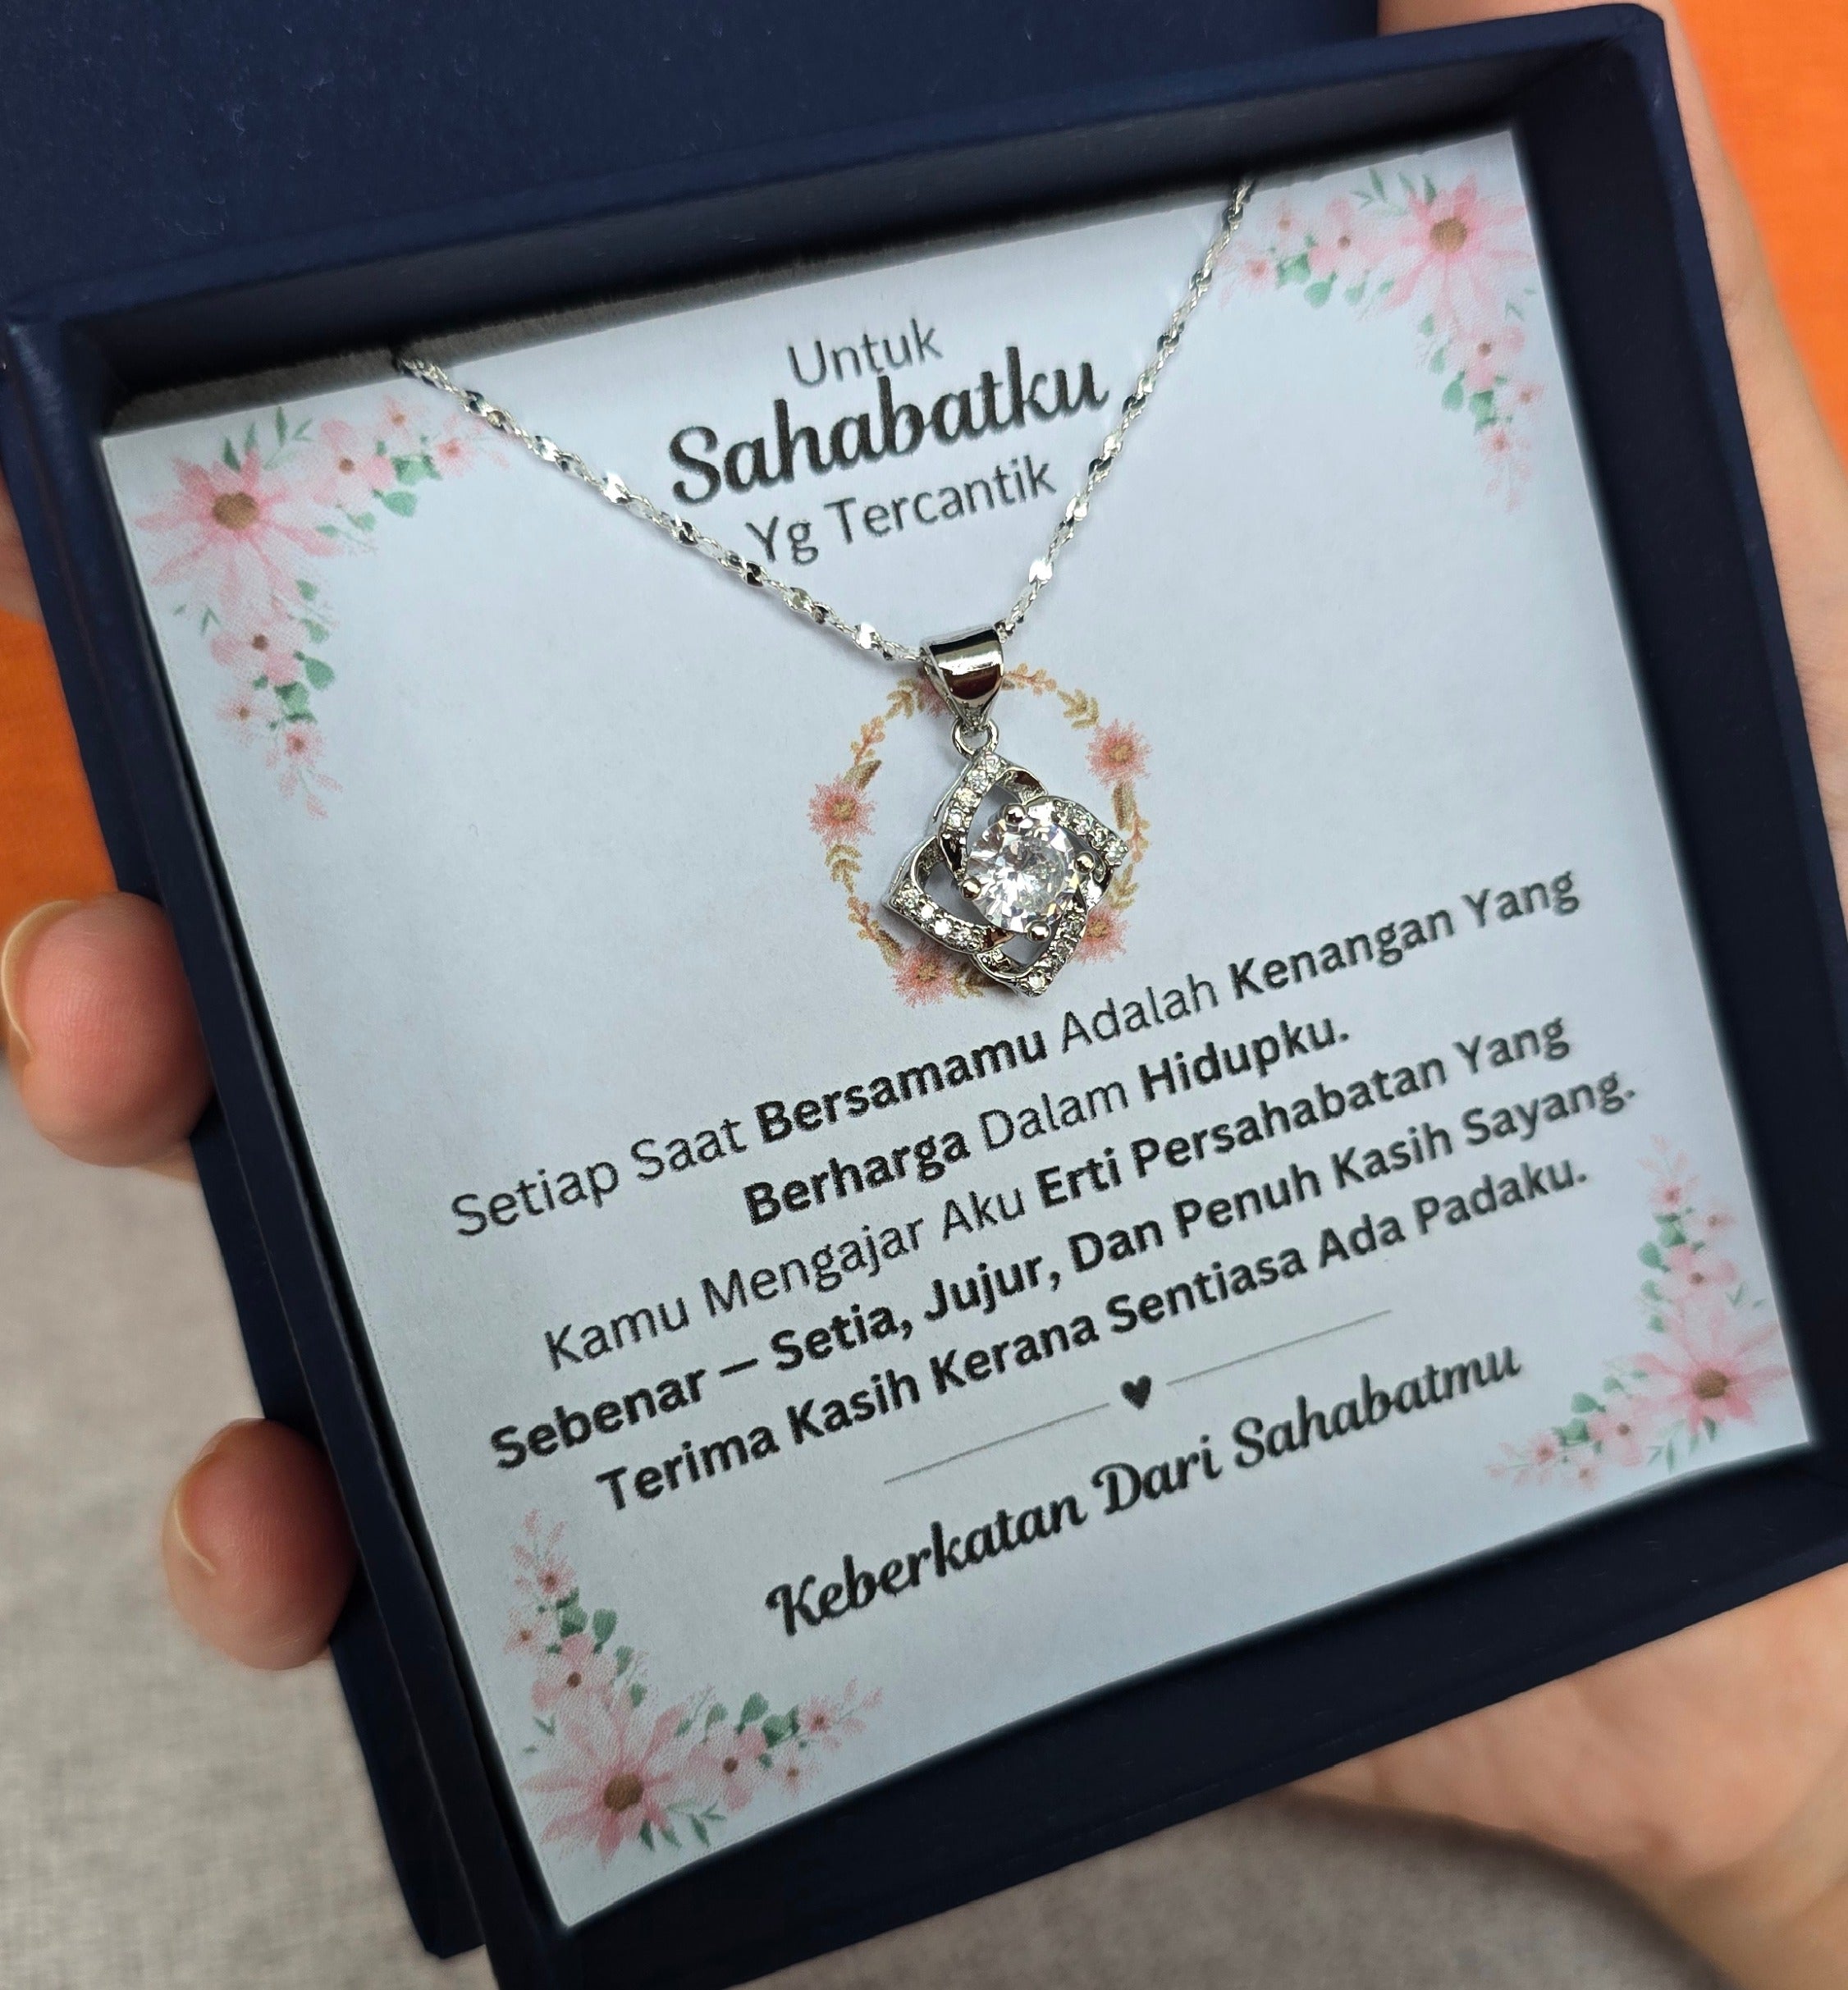 Untuk
Sahabatku
Yg Tercantik
Setiap Saat Bersamamu Adalah Kenangan Yang
Berharga Dalam Hidupku.
Kamu Mengajar Aku Erti Persahabatan Yang
Sebenar – Setia, Jujur, Dan Penuh Kasih Sayang.
Terima Kasih Kerana Sentiasa Ada Padaku.
Keberkatan Dari Sahabatmu